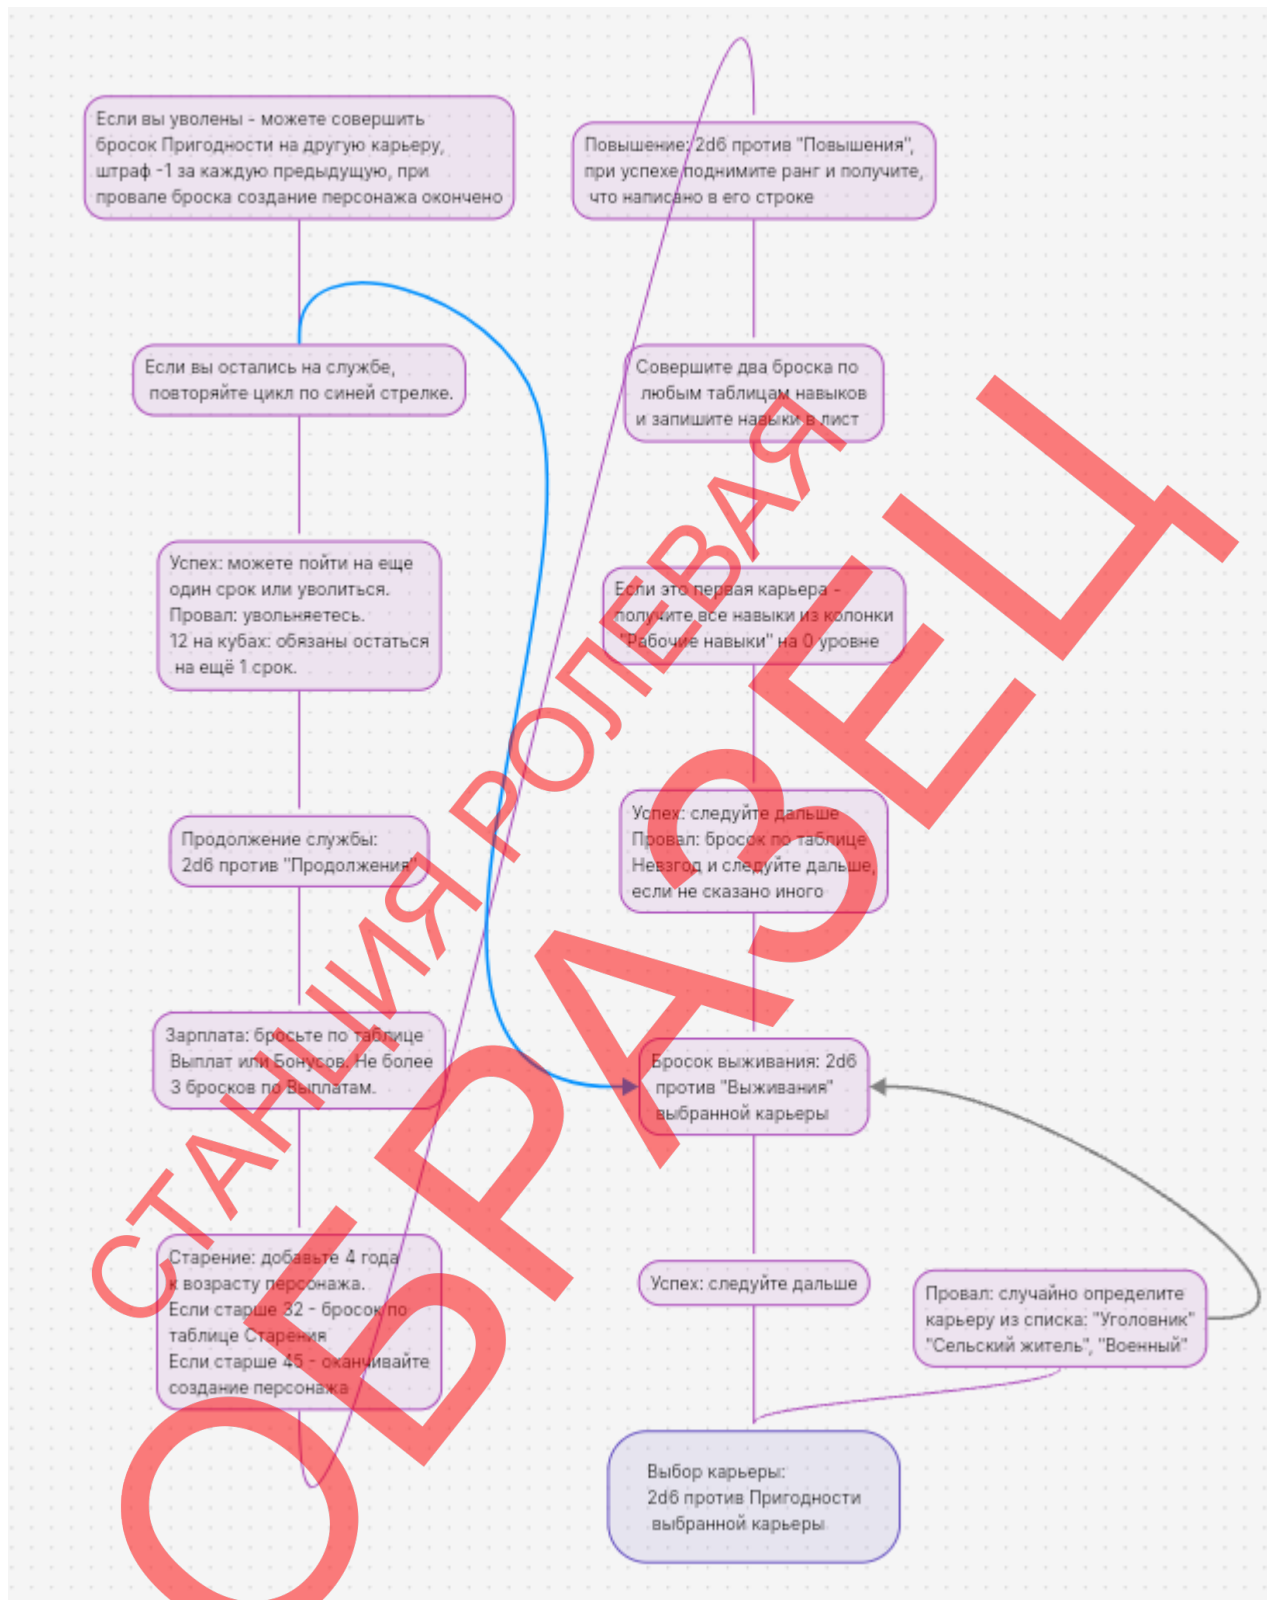 Если вы уволены - можете совершить
бросок Пригодности на другую карьеру,
штраф -1 за каждую предыдущую, при
провале броска создание персонажа окончено
Повышение: 2d6 против "Повышения",
при успехе поднимите ранг и получите,
что написано в его строке
Если вы остались на службе,
повторяйте цикл по синей стрелке.
Совершите два броска по
любым таблицам навыков
и запишите навыки в лист
Успех: можете пойти на еще
один срок или уволиться.
Провал: увольняетесь.
12 на кубах: обязаны остаться
на ещё 1 срок.
Если это первая карьера -
получите все навыки из колонки
"Рабочие навыки" на 0 уровне
Продолжение службы:
2d6 против "Продолжения"
Успех: следуйте дальше
Провал: бросок по таблице
Невзгод и следуйте дальше,
если не сказано иного
Зарплата: бросьте по таблице
Выплат или Бонусов. Не более
3 бросков по Выплатам.
Бросок выживания: 2d6
против "Выживания"
выбранной карьеры
Старение: добавьте 4 года
к возрасту персонажа.
Если старше 32 - бросок по
таблице Старения
Если старше 45 - оканчивайте
создание персонажа
Успех: следуйте дальше
Провал: случайно определите
карьеру из списка: "Уголовник"
"Сельский житель", "Военный"
Выбор карьеры:
2d6 против Пригодности
выбранной карьеры
СТАНЦИЯ РОЛЕВАЯ
ОБРАЗЕЦ